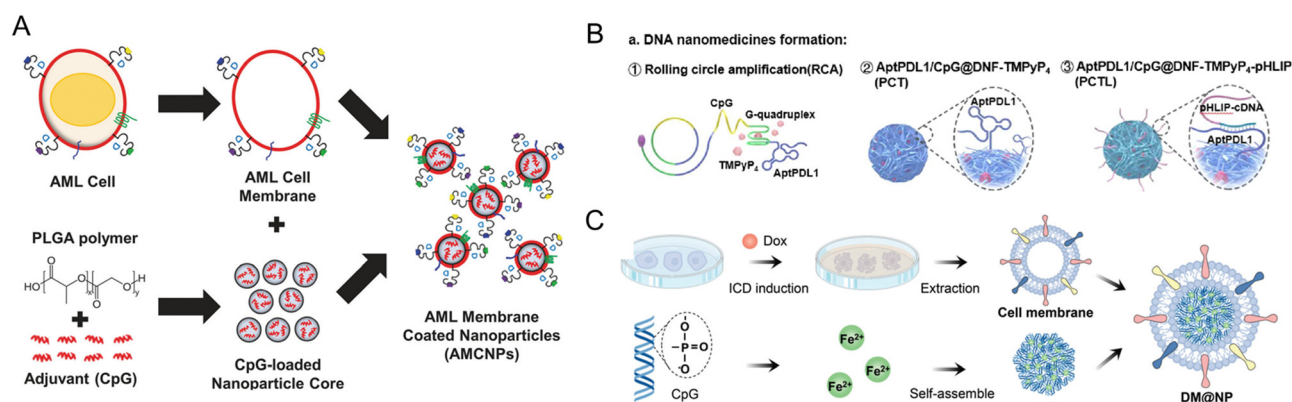 A
AML Cell
AML Cell
Membrane
PLGA polymer
HO
O
O
x
O
O
y
H
+
+
Adjuvant (CpG)
CpG-loaded
Nanoparticle Core
AML Membrane
Coated Nanoparticles
(AMCNPs)
B
a. DNA nanomedicines formation:
① Rolling circle amplification(RCA)
CpG
G-quadruplex
TMPyP₄
AptPDL1
② AptPDL1/CpG@DNF-TMPyP₄
(PCT)
AptPDL1
③ AptPDL1/CpG@DNF-TMPyP₄-pHLIP
(PCTL)
pHLIP-cDNA
AptPDL1
C
Dox
ICD induction
Extraction
Cell membrane
CpG
O⁻
-P=O
O
O⁻
Fe²⁺
Fe²⁺
Fe²⁺
Self-assemble
DM@NP